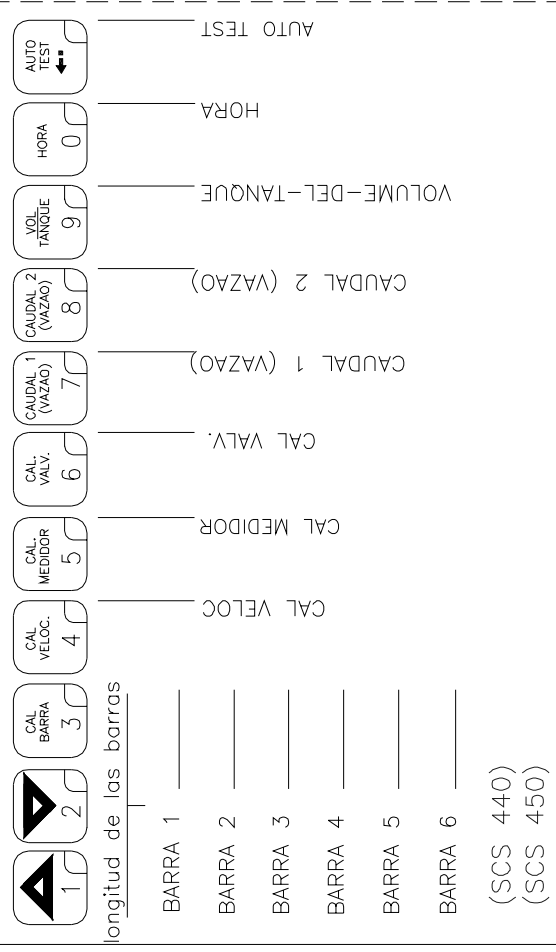 1
2
CAL
BARRA
3
CAL
VELOC.
4
CAL.
MEDIDOR
5
CAL.
VALV.
6
CAUDAL 1
(VAZAO)
7
CAUDAL 2
(VAZAO)
8
VOL
TANQUE
9
HORA
0
AUTO
TEST
longitud de las barras
BARRA 1
BARRA 2
BARRA 3
BARRA 4
BARRA 5
BARRA 6
(SCS 440)
(SCS 450)
CAL VELOC
CAL MEDIDOR
CAL VALV.
CAUDAL 1 (VAZAO)
CAUDAL 2 (VAZAO)
VOLUME-DEL-TANQUE
HORA
AUTO TEST